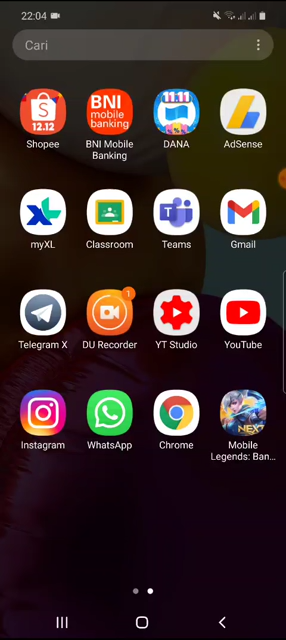 22:04
Cari
12.12
BNI
mobile
banking
11.11
Shopee
BNI Mobile
Banking
DANA
AdSense
myXL
Classroom
Teams
Gmail
1
Telegram X
DU Recorder
YT Studio
YouTube
NEXT
Instagram
WhatsApp
Chrome
Mobile
Legends: Ban...